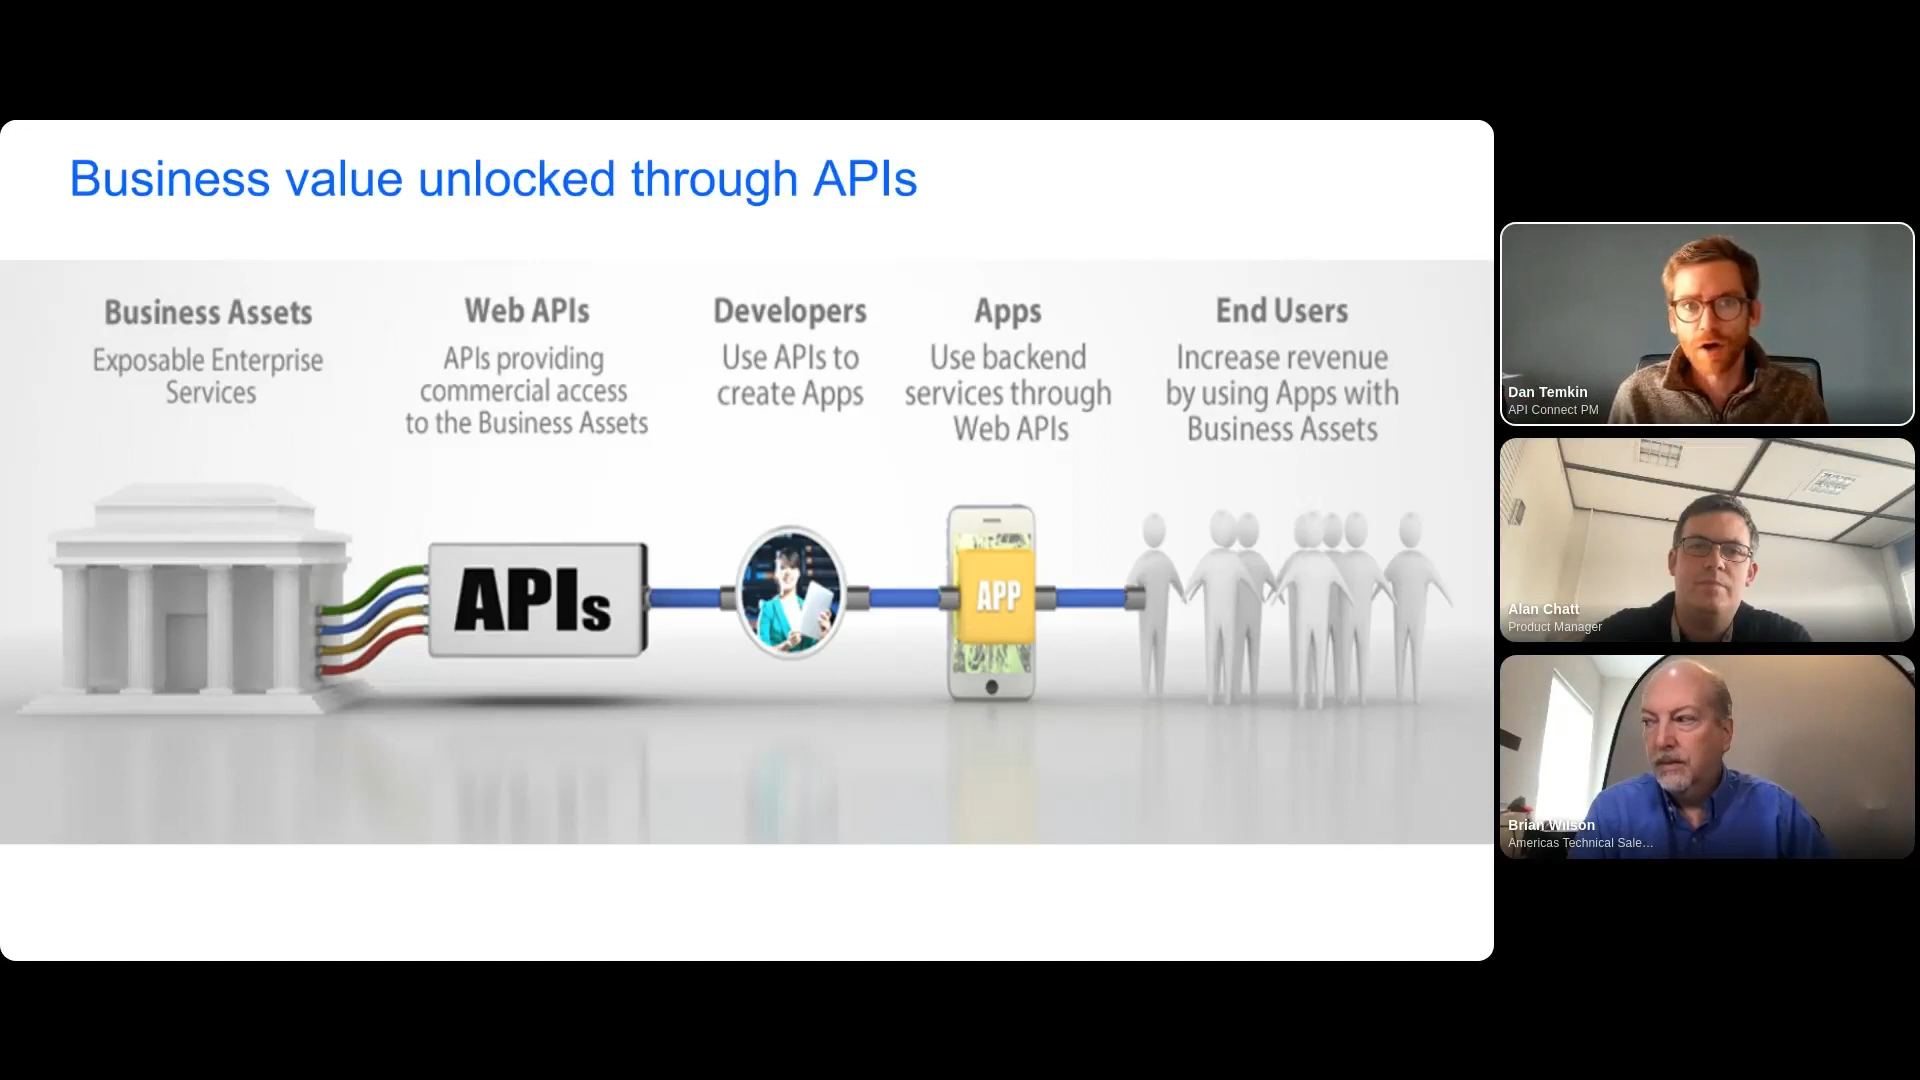 Business value unlocked through APIs
Business Assets
Exposable Enterprise
Services
Web APIs
APIs providing
commercial access
to the Business Assets
Developers
Use APIs to
create Apps
Apps
Use backend
services through
Web APIs
End Users
Increase revenue
by using Apps with
Business Assets
APIs
APP
Dan Temkin
API Connect PM
Alan Chatt
Product Manager
Brian Wilson
Americas Technical Sale...